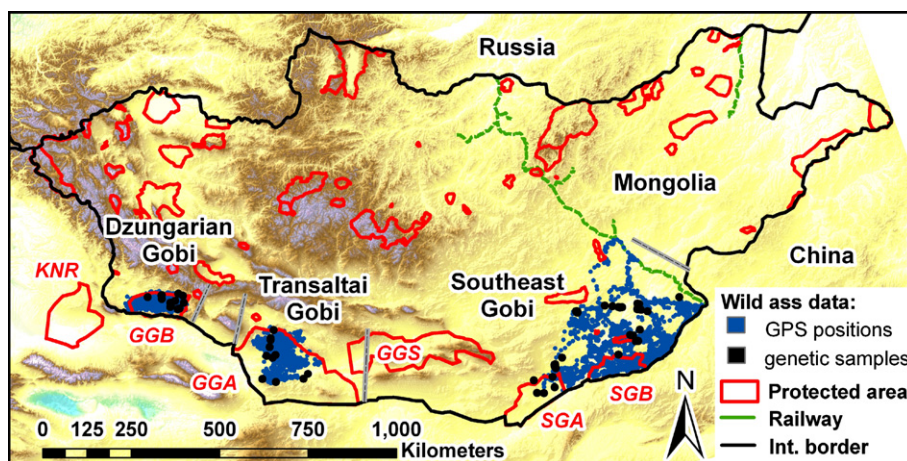 Russia
Mongolia
Dzungarian
Gobi
China
KNR
Transaltai
Gobi
Southeast
Gobi
Wild ass data:
GPS positions
genetic samples
Protected area
Railway
Int. border
GGB
GGA
GGS
SGA
SGB
N
0 125 250 500 750 1,000
Kilometers